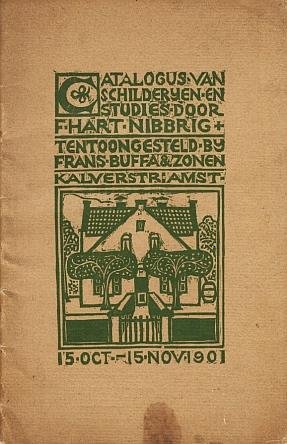 CATALOGUS·VAN
SCHILDERYEN·EN
STUDIES·DOOR
F·HART·NIBBRIG+
TENTOONGESTELD·BY
FRANS·BUFFA&ZONEN
KALVERSTR:AMST·
15·OCT.–15·NOV·1901